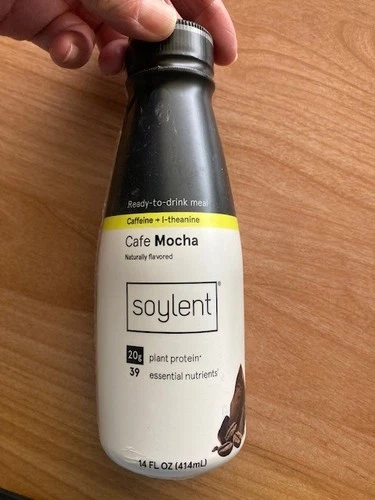 Ready-to-drink meal
Caffeine + l-theanine
Cafe Mocha
Naturally flavored
soylent®
20g plant protein*
39 essential nutrients*
14 FL OZ (414mL)